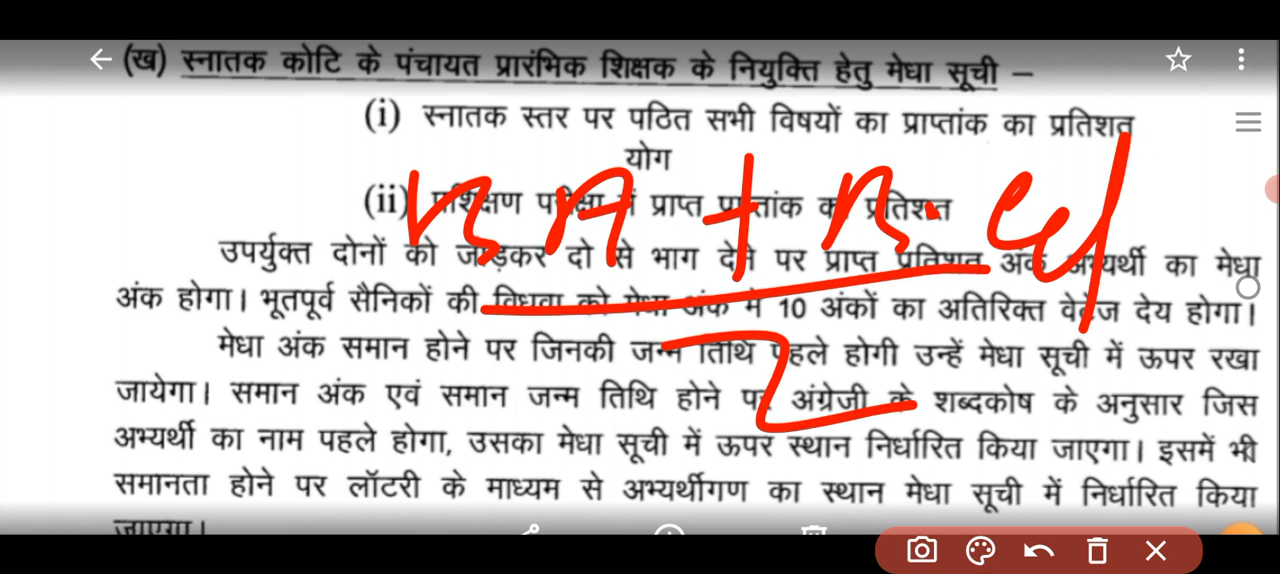 (ख) स्नातक कोटि के पंचायत प्रारंभिक शिक्षक के नियुक्ति हेतु मेधा सूची –
(i) स्नातक स्तर पर पठित सभी विषयों का प्राप्तांक का प्रतिशत
योग
(ii) प्रशिक्षण परीक्षा में प्राप्त प्राप्तांक का प्रतिशत
BA + B.Ed
उपर्युक्त दोनों को जोड़कर दो से भाग देने पर प्राप्त प्रतिशत अंक अभ्यर्थी का मेधा
अंक होगा। भूतपूर्व सैनिकों की विधवा को मेधा अंक में 10 अंकों का अतिरिक्त वेटेज देय होगा।
2
मेधा अंक समान होने पर जिनकी जन्म तिथि पहले होगी उन्हें मेधा सूची में ऊपर रखा
जायेगा। समान अंक एवं समान जन्म तिथि होने पर अंग्रेजी के शब्दकोष के अनुसार जिस
अभ्यर्थी का नाम पहले होगा, उसका मेधा सूची में ऊपर स्थान निर्धारित किया जाएगा। इसमें भी
समानता होने पर लॉटरी के माध्यम से अभ्यर्थीगण का स्थान मेधा सूची में निर्धारित किया
जाएगा।